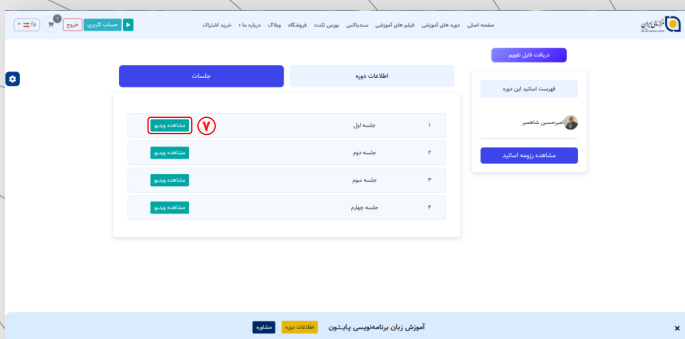 صفحه اصلی دوره های آموزشی فیلم های آموزشی سندباکس بورس تکنت فروشگاه وبلاگ درباره ما خرید اشتراک
حساب کاربری
خروج
fa
دریافت فایل تقویم
فهرست اساتید این دوره
امیرحسین شاهمیر
مشاهده رزومه اساتید
اطلاعات دوره
جلسات
۱ جلسه اول مشاهده ویدیو ۷
۲ جلسه دوم مشاهده ویدیو
۳ جلسه سوم مشاهده ویدیو
۴ جلسه چهارم مشاهده ویدیو
آموزش زبان برنامه‌نویسی پایتون اطلاعات دوره مشاوره ×